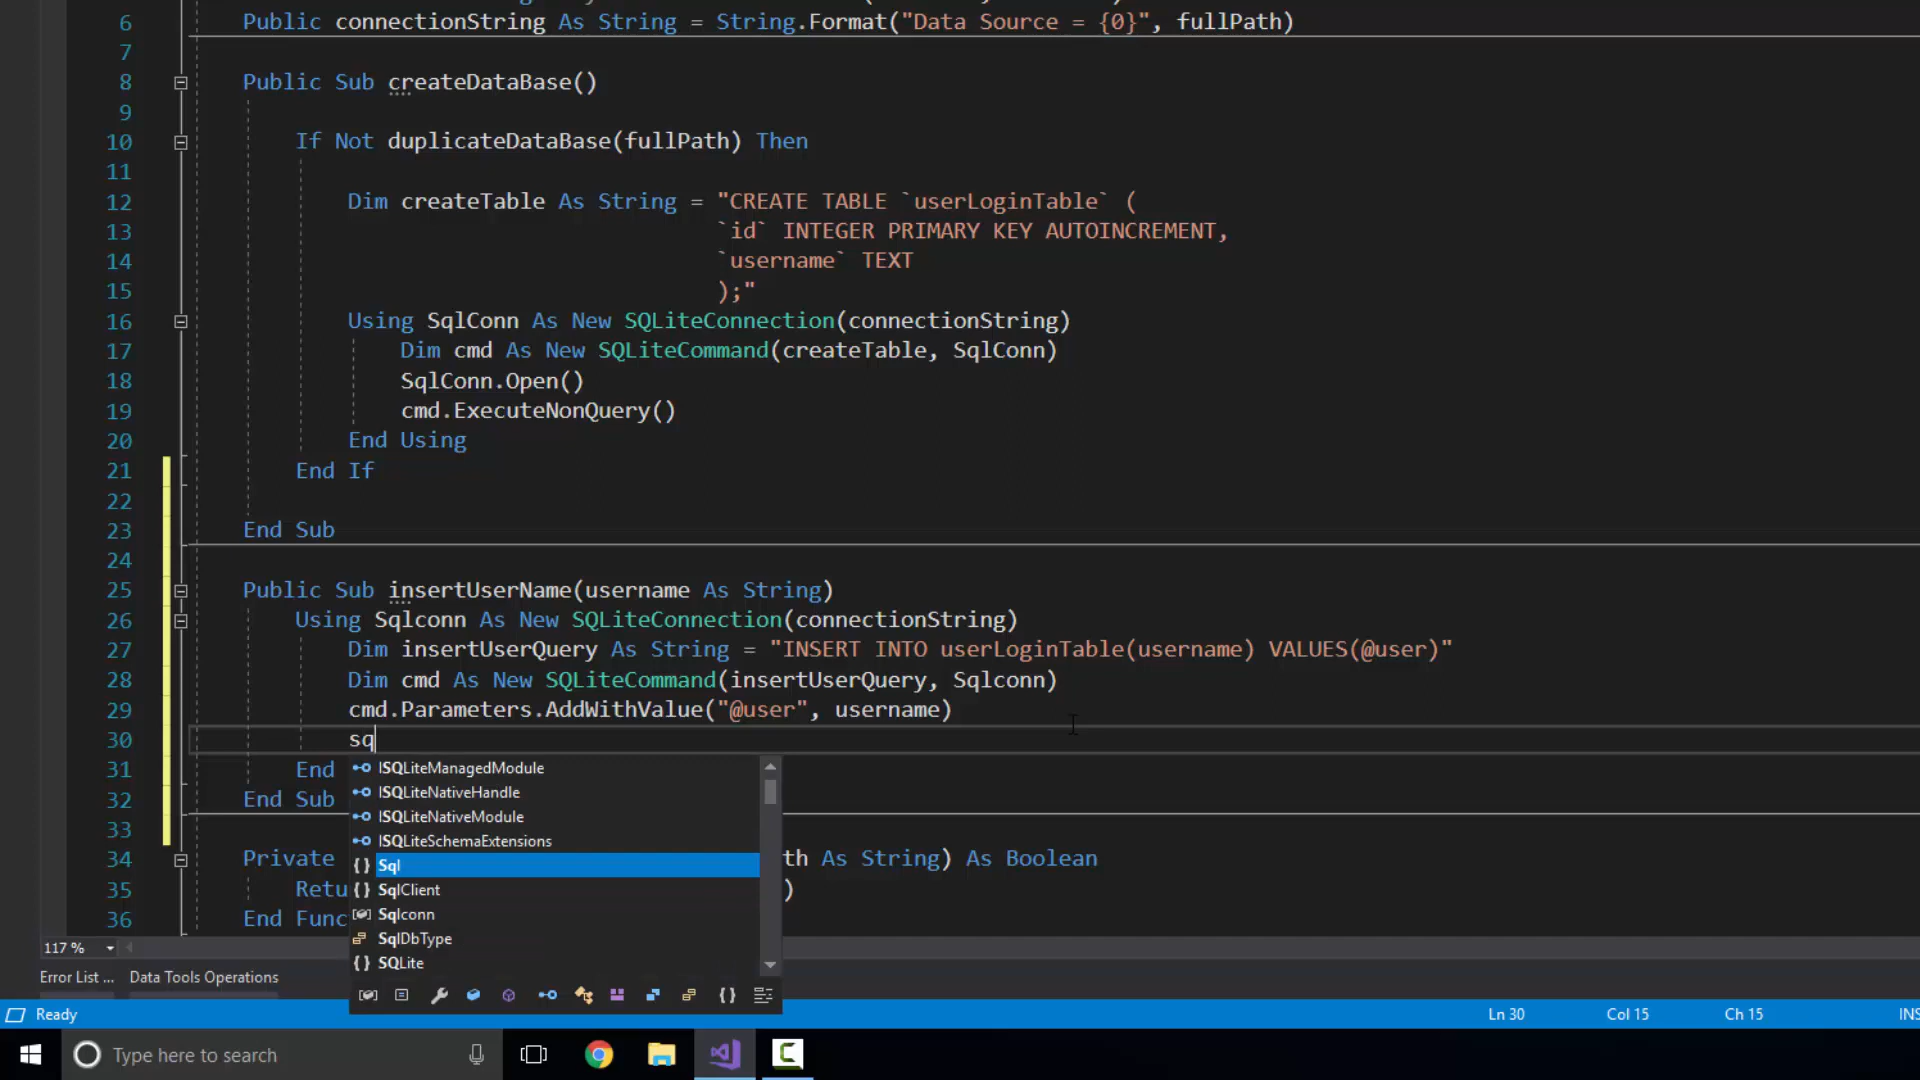 6 Public connectionString As String = String.Format("Data Source = {0}", fullPath)
7
8 Public Sub createDataBase()
9
10 If Not duplicateDataBase(fullPath) Then
11
12 Dim createTable As String = "CREATE TABLE `userLoginTable` (
13 `id` INTEGER PRIMARY KEY AUTOINCREMENT,
14 `username` TEXT
15 );"
16 Using SqlConn As New SQLiteConnection(connectionString)
17 Dim cmd As New SQLiteCommand(createTable, SqlConn)
18 SqlConn.Open()
19 cmd.ExecuteNonQuery()
20 End Using
21 End If
22
23 End Sub
24
25 Public Sub insertUserName(username As String)
26 Using Sqlconn As New SQLiteConnection(connectionString)
27 Dim insertUserQuery As String = "INSERT INTO userLoginTable(username) VALUES(@user)"
28 Dim cmd As New SQLiteCommand(insertUserQuery, Sqlconn)
29 cmd.Parameters.AddWithValue("@user", username)
30 sq
31 End
32 End Sub
33
34 Private th As String) As Boolean
35 Retu )
36 End Func
ISQLiteManagedModule
ISQLiteNativeHandle
ISQLiteNativeModule
ISQLiteSchemaExtensions
{} Sql
{} SqlClient
Sqlconn
SqlDbType
{} SQLite
{}
117 %
Error List ... Data Tools Operations
Ready Ln 30 Col 15 Ch 15 INS
Type here to search